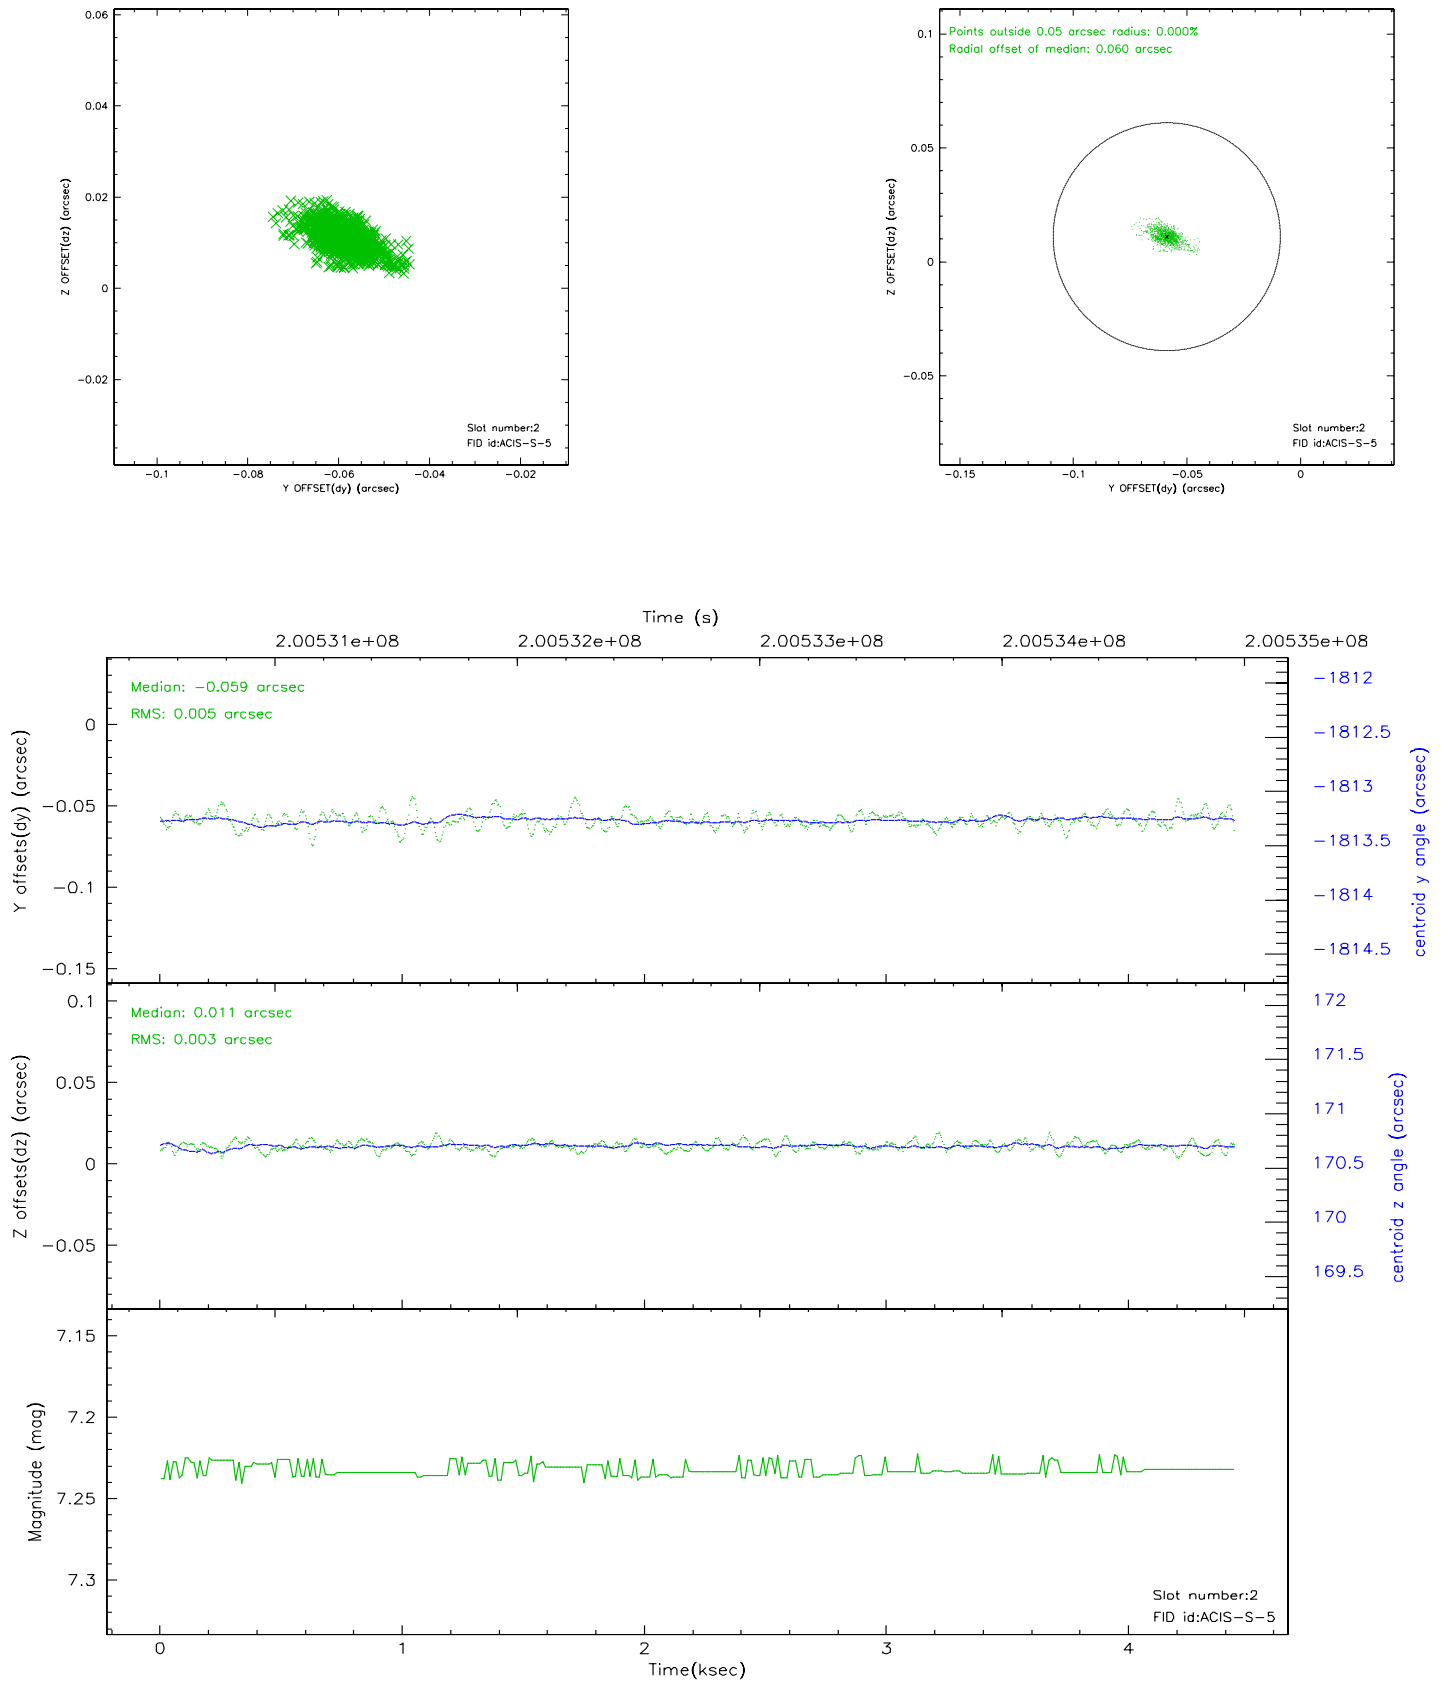 0.06
0.04
0.02
0
−0.02
Z OFFSET(dz) (arcsec)
Slot number:2
FID id:ACIS−S−5
−0.1
−0.08
−0.06
−0.04
−0.02
Y OFFSET(dy) (arcsec)
Points outside 0.05 arcsec radius: 0.000%
Radial offset of median: 0.060 arcsec
0.1
0.05
0
−0.05
Z OFFSET(dz) (arcsec)
Slot number:2
FID id:ACIS−S−5
−0.15
−0.1
−0.05
0
Y OFFSET(dy) (arcsec)
Time (s)
2.00531e+08
2.00532e+08
2.00533e+08
2.00534e+08
2.00535e+08
Median: −0.059 arcsec
RMS: 0.005 arcsec
0
−0.05
−0.1
−0.15
Y offsets(dy) (arcsec)
−1812
−1812.5
−1813
−1813.5
−1814
−1814.5
centroid y angle (arcsec)
Median: 0.011 arcsec
RMS: 0.003 arcsec
0.1
0.05
0
−0.05
Z offsets(dz) (arcsec)
172
171.5
171
170.5
170
169.5
centroid z angle (arcsec)
7.15
7.2
7.25
7.3
Magnitude (mag)
Slot number:2
FID id:ACIS−S−5
0
1
2
3
4
Time(ksec)